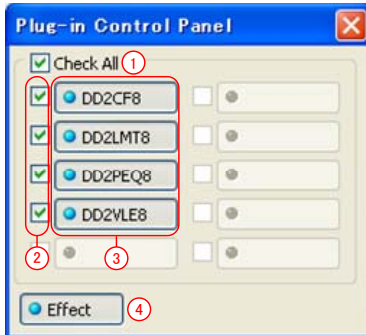 Plug-in Control Panel
Check All 1
DD2CF8
DD2LMT8
DD2PEQ8
DD2VLE8
2 3
Effect 4